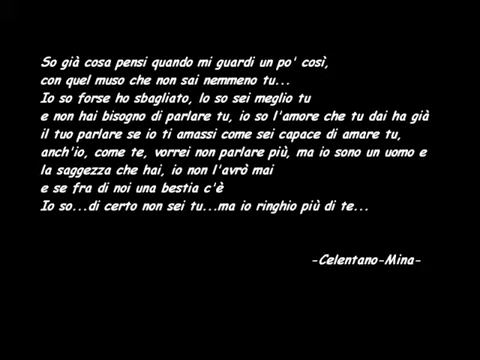 So già cosa pensi quando mi guardi un po' così,
con quel muso che non sai nemmeno tu...
Io so forse ho sbagliato, lo so sei meglio tu
e non hai bisogno di parlare tu, io so l'amore che tu dai ha già
il tuo parlare se io ti amassi come sei capace di amare tu,
anch'io, come te, vorrei non parlare più, ma io sono un uomo e
la saggezza che hai, io non l'avrò mai
e se fra di noi una bestia c'è
Io so...di certo non sei tu...ma io ringhio più di te...
-Celentano-Mina-